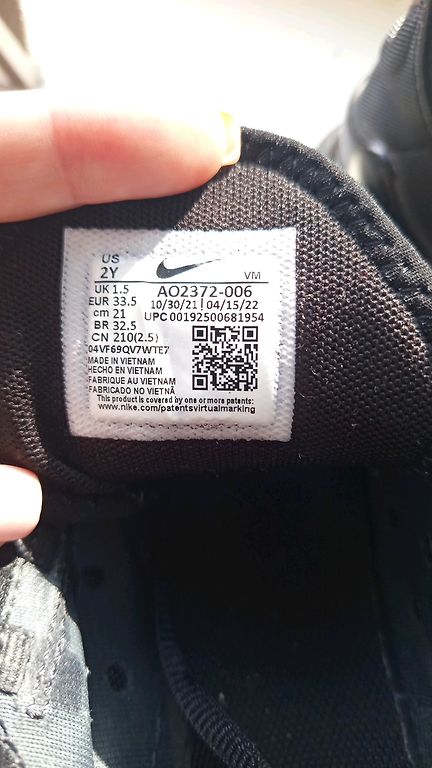 US
2Y
VM
UK 1.5
AO2372-006
EUR 33.5
10/30/21 | 04/15/22
cm 21
UPC 00192500681954
BR 32.5
CN 210(2.5)
04VF69QV7WTE7
MADE IN VIETNAM
HECHO EN VIETNAM
FABRIQUE AU VIETNAM
FABRICADO NO VIETNÃ
This product is covered by one or more patents:
www.nike.com/patentsvirtualmarking